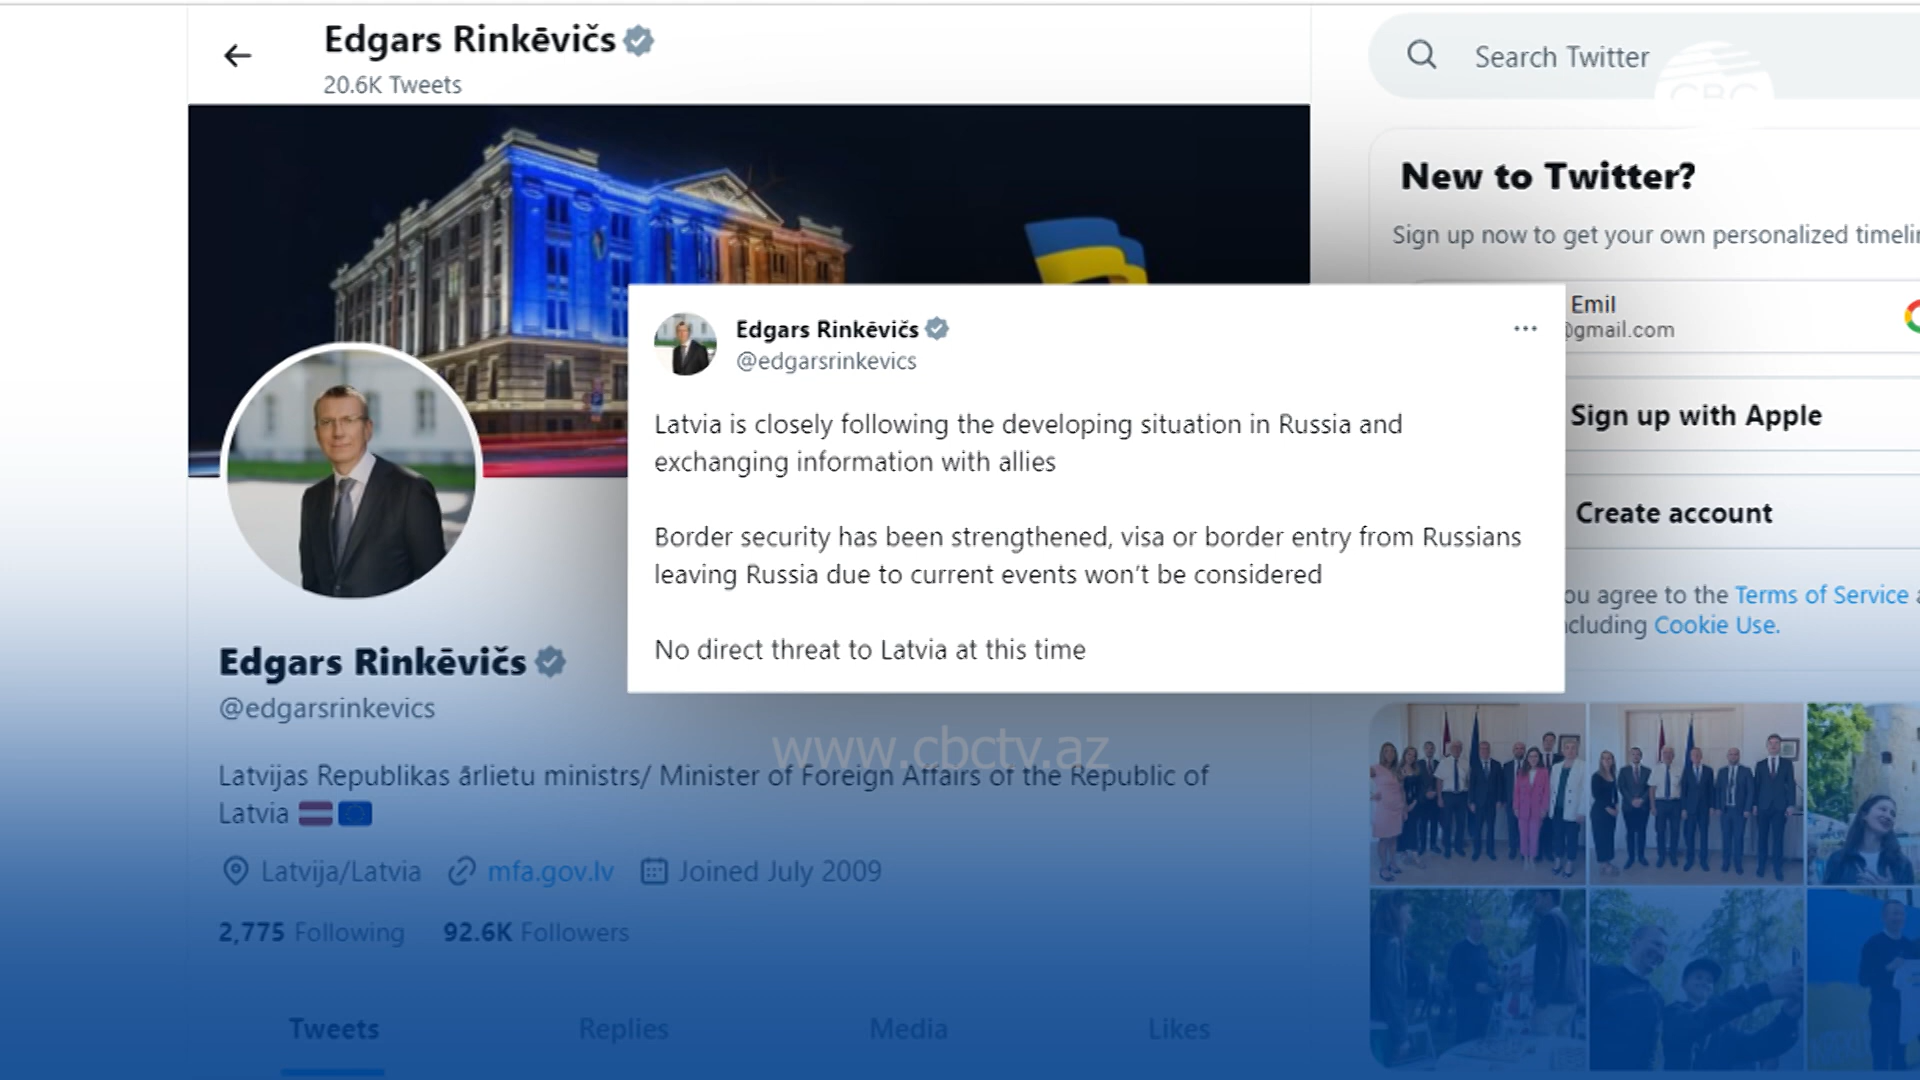 Edgars Rinkēvičs
20.6K Tweets
Search Twitter
CBC
New to Twitter?
Sign up now to get your own personalized
Emil
@gmail.com
Sign up with Apple
Create account
agree to the Terms of Service
Cookie Use.
Edgars Rinkēvičs
@edgarsrinkevics
Latvia is closely following the developing situation in Russia and
exchanging information with allies
Border security has been strengthened, visa or border entry from Russians
leaving Russia due to current events won’t be considered
No direct threat to Latvia at this time
Edgars Rinkēvičs
@edgarsrinkevics
www.cbctv.az
Latvijas Republikas ārlietu ministrs/ Minister of Foreign Affairs of the Republic of
Latvia
Latvija/Latvia mfa.gov.lv Joined July 2009
2,775 Following 92.6K Followers
Tweets Replies Media Likes